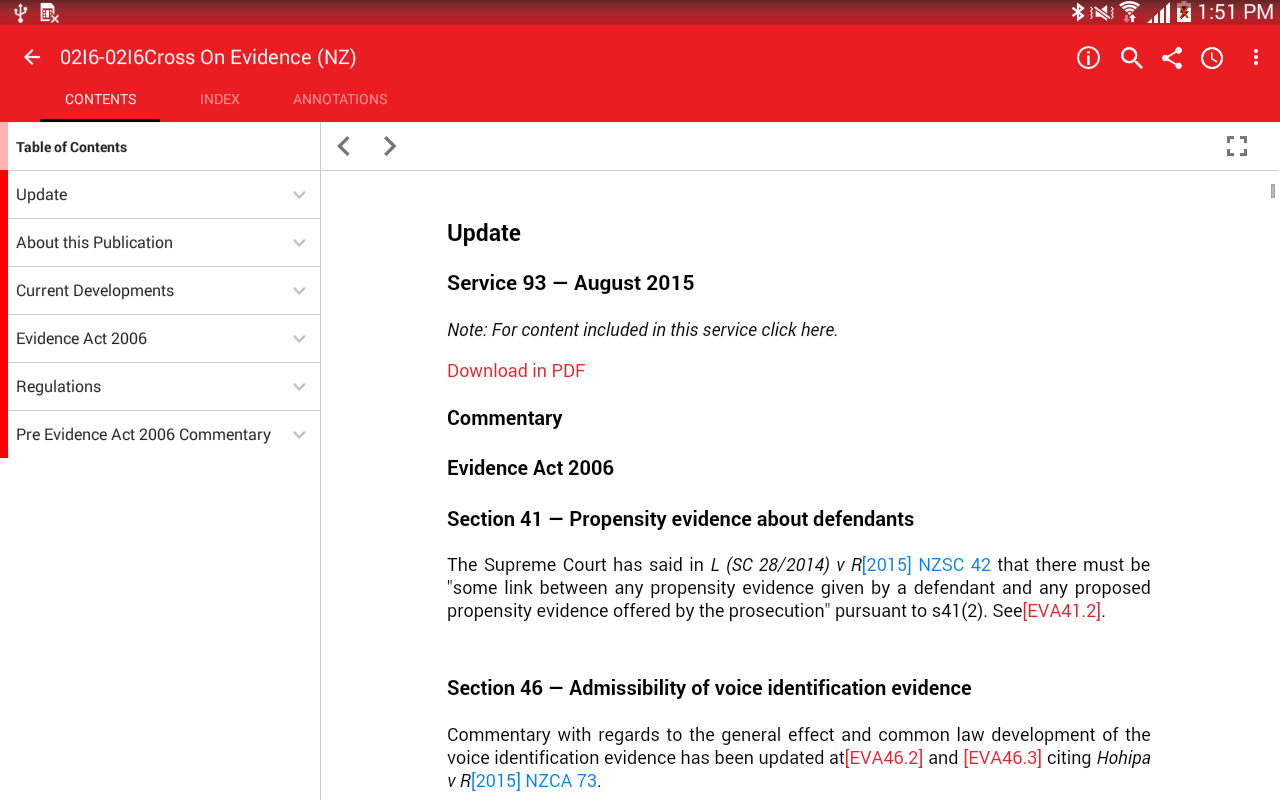 1:51 PM
02I6-02I6Cross On Evidence (NZ)
CONTENTS INDEX ANNOTATIONS
Table of Contents
Update
About this Publication
Current Developments
Evidence Act 2006
Regulations
Pre Evidence Act 2006 Commentary
Update
Service 93 — August 2015
Note: For content included in this service click here.
Download in PDF
Commentary
Evidence Act 2006
Section 41 — Propensity evidence about defendants
The Supreme Court has said in L (SC 28/2014) v R[2015] NZSC 42 that there must be
"some link between any propensity evidence given by a defendant and any proposed
propensity evidence offered by the prosecution" pursuant to s41(2). See[EVA41.2].
Section 46 — Admissibility of voice identification evidence
Commentary with regards to the general effect and common law development of the
voice identification evidence has been updated at[EVA46.2] and [EVA46.3] citing Hohipa
v R[2015] NZCA 73.